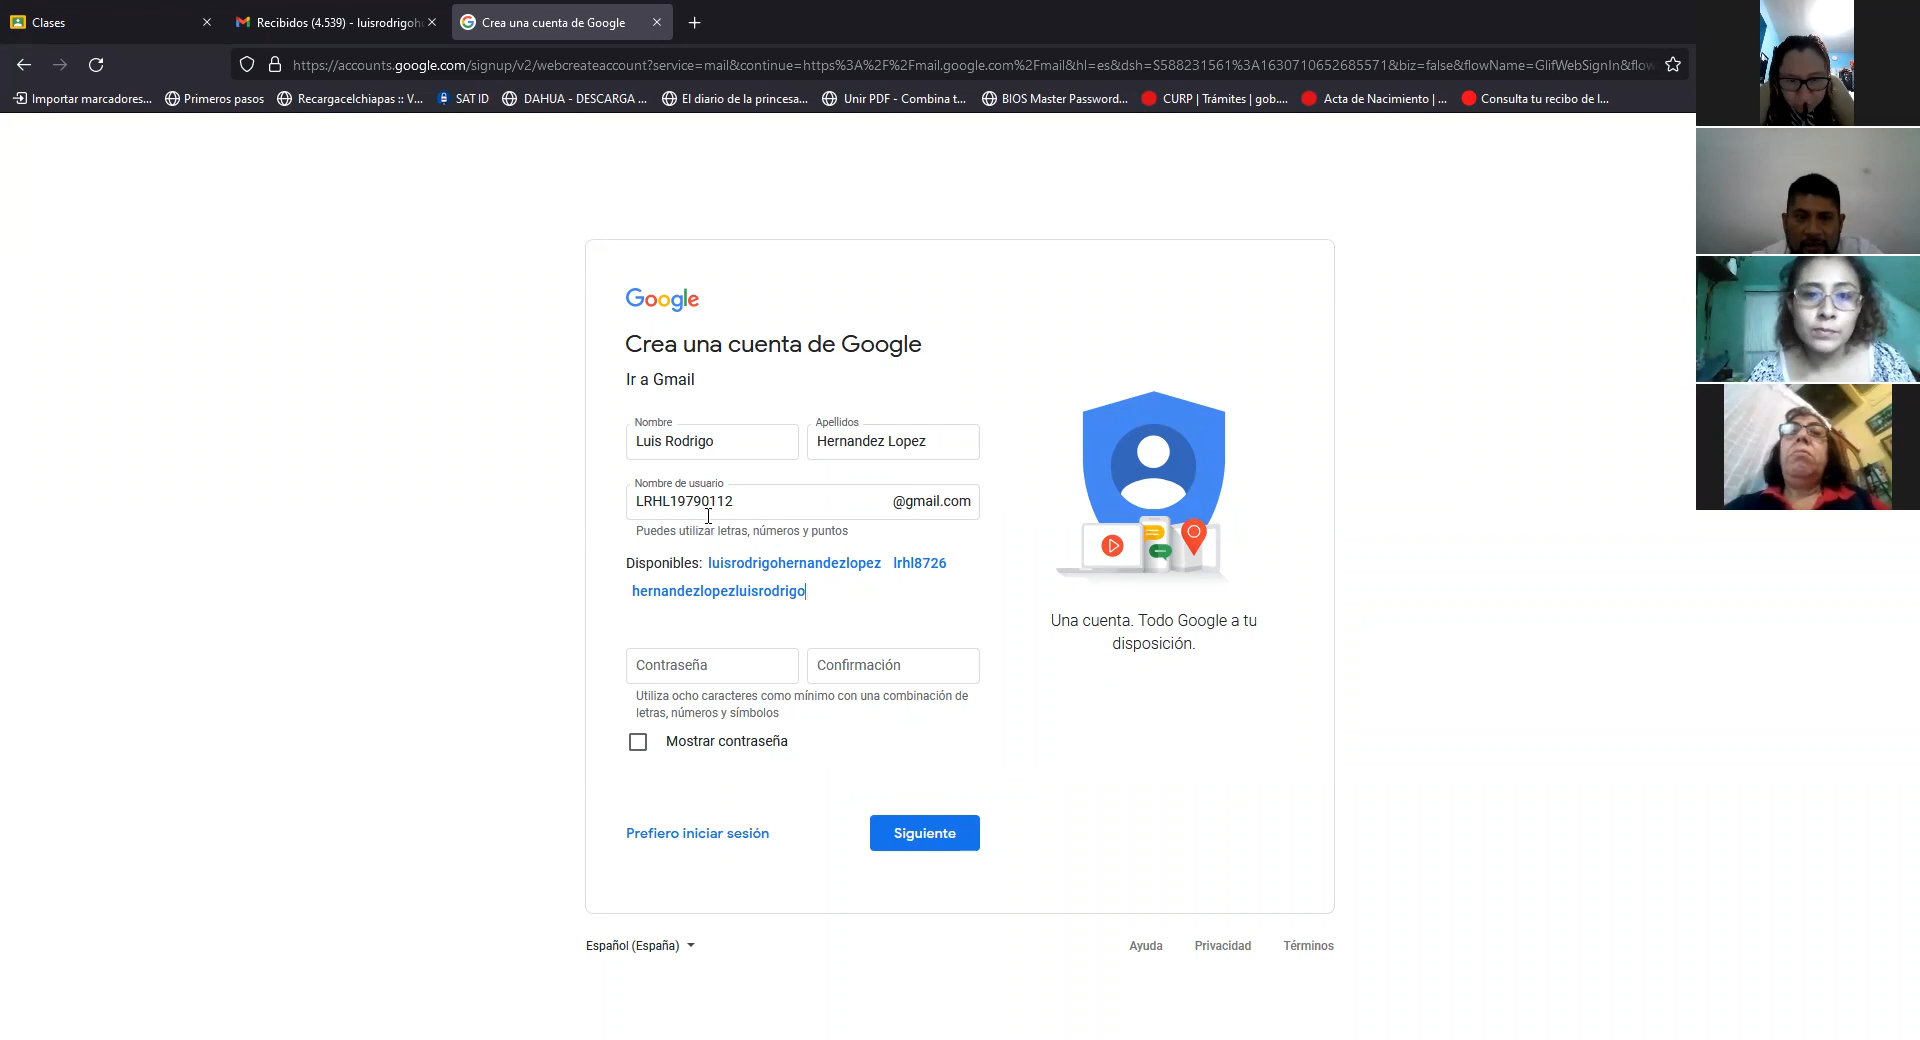 Clases
Recibidos (4.539) - luisrodrigoh
Crea una cuenta de Google
https://accounts.google.com/signup/v2/webcreateaccount?service=mail&continue=https%3A%2F%2Fmail.google.com%2Fmail&hl=es&dsh=S588231561%3A1630710652685571&biz=false&flowName=GlifWebSignIn&flow
Importar marcadores... Primeros pasos Recargacelchiapas :: V... SAT ID DAHUA - DESCARGA ... El diario de la princesa... Unir PDF - Combina t... BIOS Master Password... CURP | Trámites | gob.... Acta de Nacimiento | ... Consulta tu recibo de l...
Google
Crea una cuenta de Google
Ir a Gmail
Nombre Apellidos
Luis Rodrigo Hernandez Lopez
Nombre de usuario
LRHL19790112 @gmail.com
Puedes utilizar letras, números y puntos
Disponibles: luisrodrigohernandezlopez lrhl8726
hernandezlopezluisrodrigo
Contraseña Confirmación
Utiliza ocho caracteres como mínimo con una combinación de
letras, números y símbolos
Mostrar contraseña
Prefiero iniciar sesión Siguiente
Una cuenta. Todo Google a tu
disposición.
Español (España) Ayuda Privacidad Términos